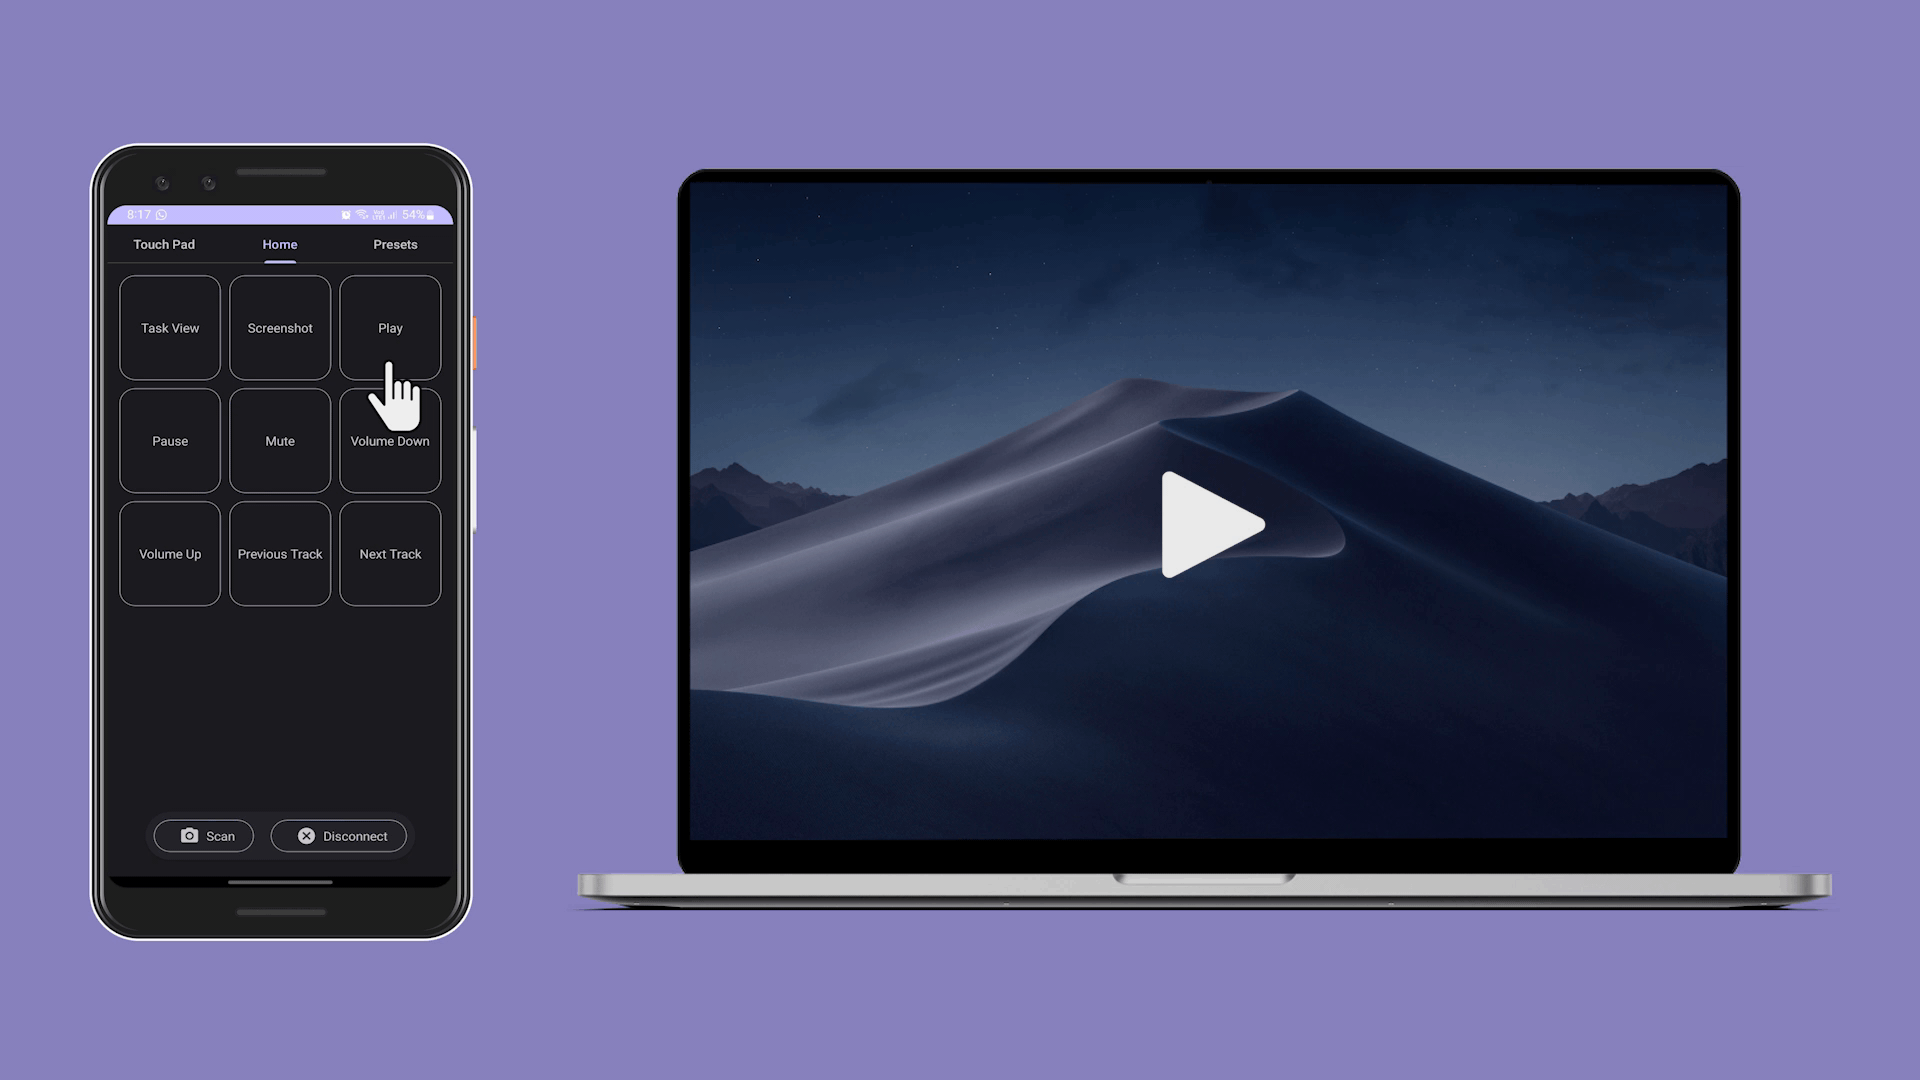 8:17 54%
Touch Pad Home Presets
Task View Screenshot Play
Pause Mute Volume Down
Volume Up Previous Track Next Track
Scan Disconnect